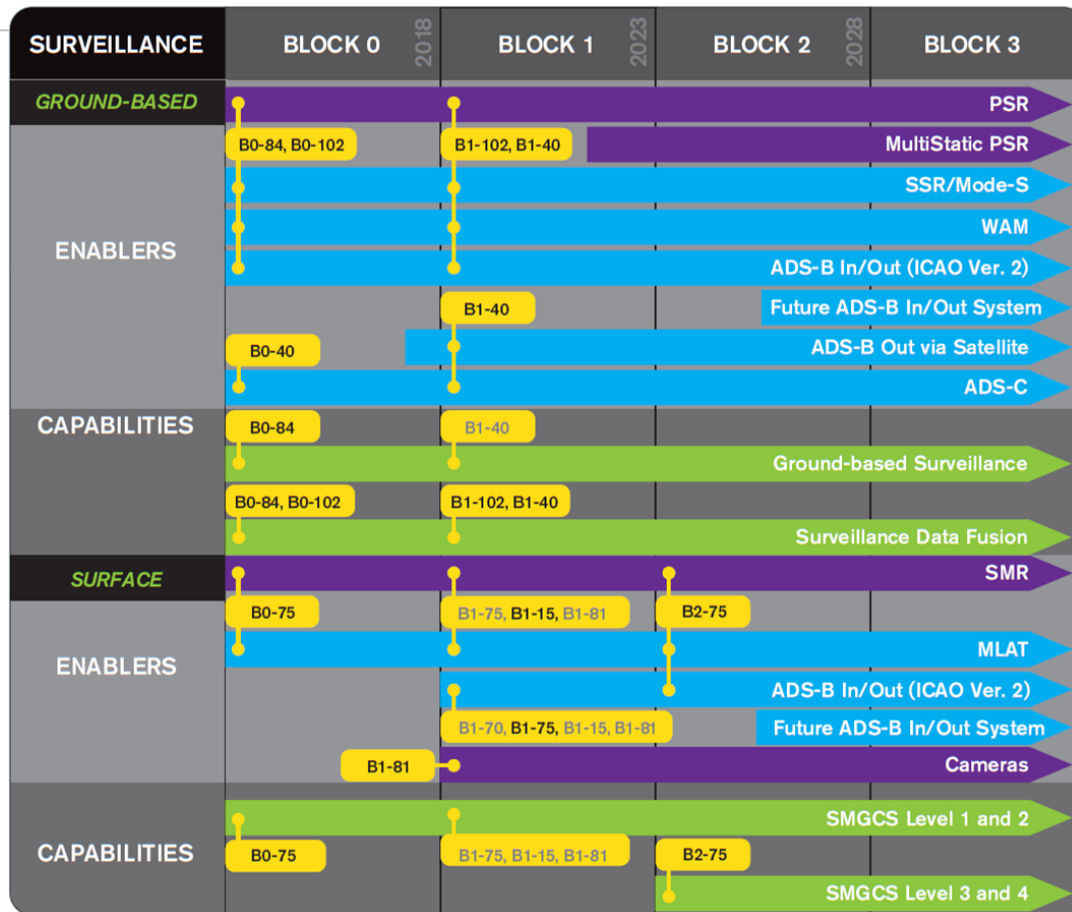 SURVEILLANCE BLOCK 0 2018 BLOCK 1 2023 BLOCK 2 2028 BLOCK 3
GROUND-BASED
PSR
B0-84, B0-102
B1-102, B1-40
MultiStatic PSR
SSR/Mode-S
WAM
ENABLERS
ADS-B In/Out (ICAO Ver. 2)
B1-40
Future ADS-B In/Out System
B0-40
ADS-B Out via Satellite
ADS-C
CAPABILITIES
B0-84
B1-40
Ground-based Surveillance
B0-84, B0-102
B1-102, B1-40
Surveillance Data Fusion
SURFACE
SMR
B0-75
B1-75, B1-15, B1-81
B2-75
ENABLERS
MLAT
ADS-B In/Out (ICAO Ver. 2)
B1-70, B1-75, B1-15, B1-81
Future ADS-B In/Out System
B1-81
Cameras
SMGCS Level 1 and 2
CAPABILITIES
B0-75
B1-75, B1-15, B1-81
B2-75
SMGCS Level 3 and 4